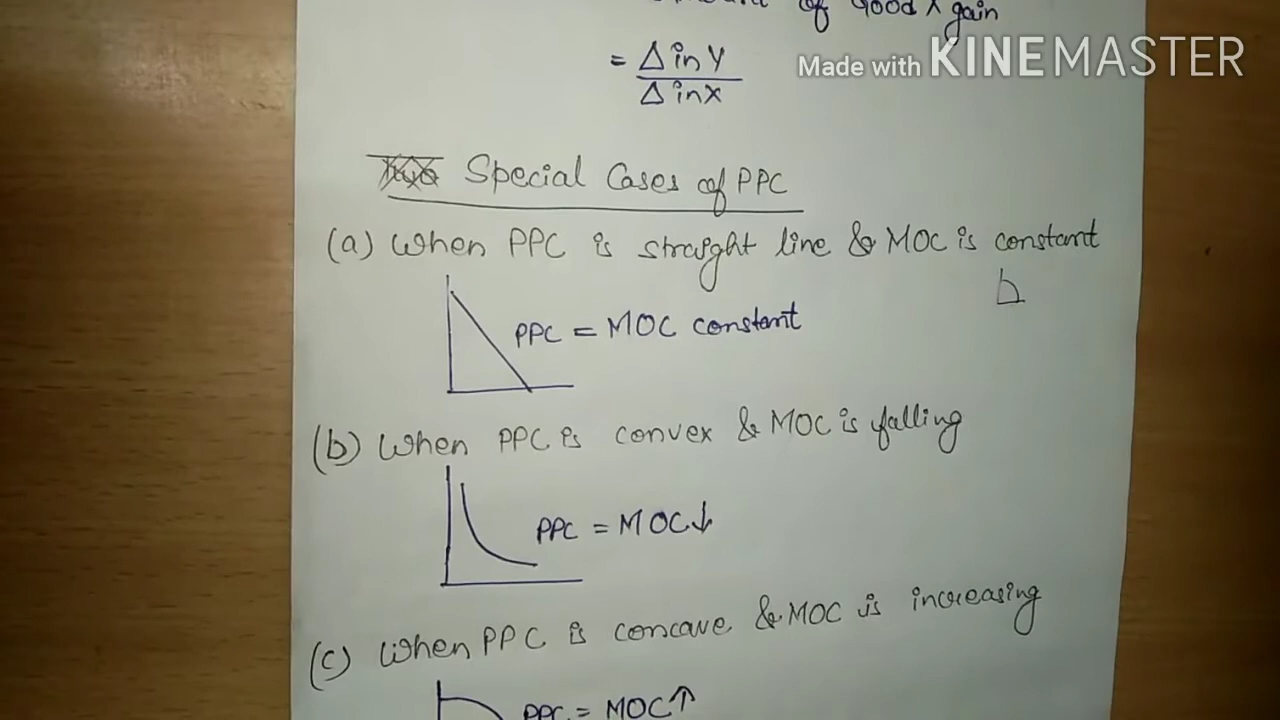 of Good X gain
= Δ in Y
Δ in X
Made with KINEMASTER
Special Cases of PPC
(a) When PPC is straight line & MOC is constant
PPC = MOC constant
(b) When PPC is convex & MOC is falling
PPC = MOC↓
(c) When PPC is concave & MOC is increasing
PPC = MOC↑